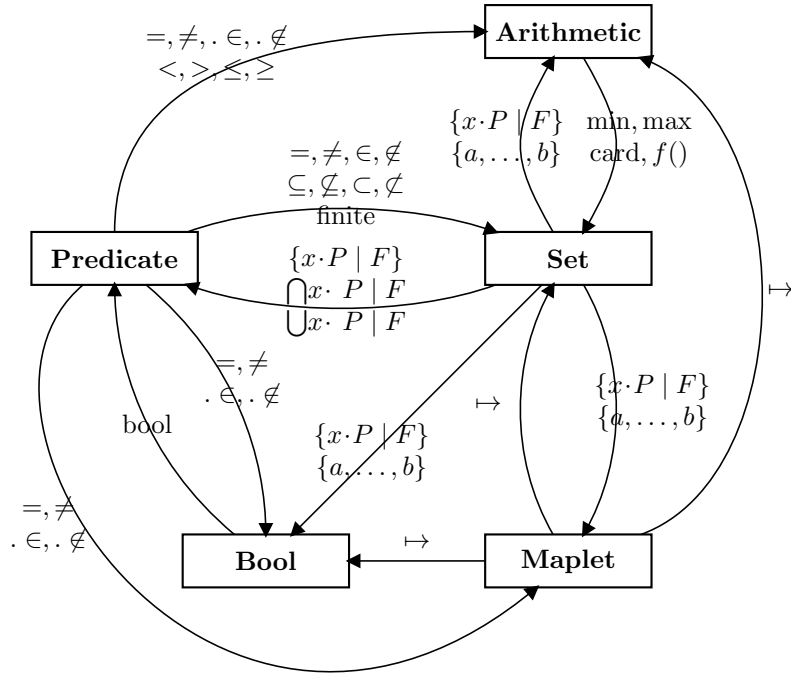 =, ≠, . ∈, . ∉
<, >, ≤, ≥
Arithmetic
{x·P | F}
{a, . . . , b}
min, max
card, f()
=, ≠, ∈, ∉
⊆, ⊈, ⊂, ⊄
finite
Predicate
Set
{x·P | F}
⋂x· P | F
⋃x· P | F
↦
=, ≠
. ∈, . ∉
bool
{x·P | F}
{a, . . . , b}
↦
{x·P | F}
{a, . . . , b}
=, ≠
. ∈, . ∉
Bool
↦
Maplet